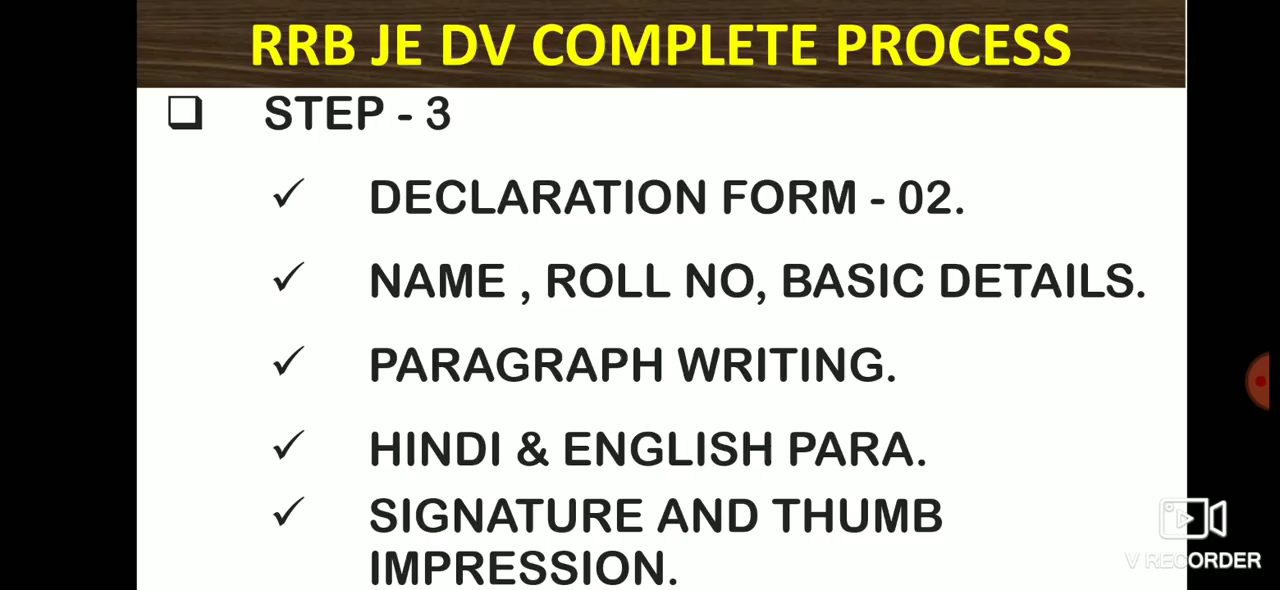 RRB JE DV COMPLETE PROCESS
STEP - 3
DECLARATION FORM - 02.
NAME , ROLL NO, BASIC DETAILS.
PARAGRAPH WRITING.
HINDI & ENGLISH PARA.
SIGNATURE AND THUMB
IMPRESSION.
V RECORDER